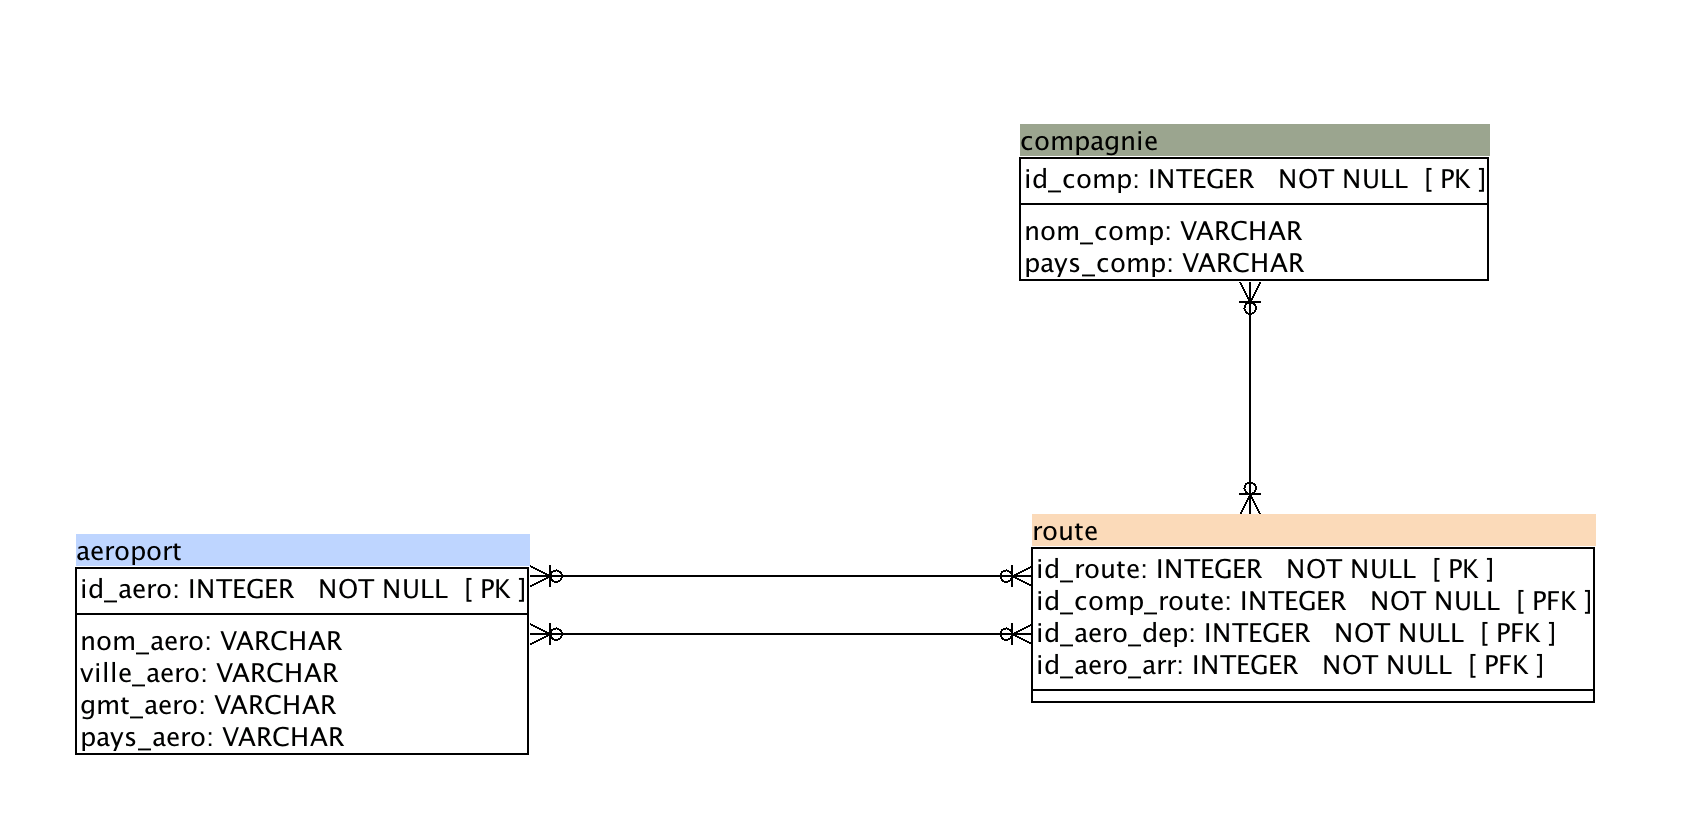 compagnie
id_comp: INTEGER NOT NULL [ PK ]
nom_comp: VARCHAR
pays_comp: VARCHAR
aeroport
id_aero: INTEGER NOT NULL [ PK ]
nom_aero: VARCHAR
ville_aero: VARCHAR
gmt_aero: VARCHAR
pays_aero: VARCHAR
route
id_route: INTEGER NOT NULL [ PK ]
id_comp_route: INTEGER NOT NULL [ PFK ]
id_aero_dep: INTEGER NOT NULL [ PFK ]
id_aero_arr: INTEGER NOT NULL [ PFK ]